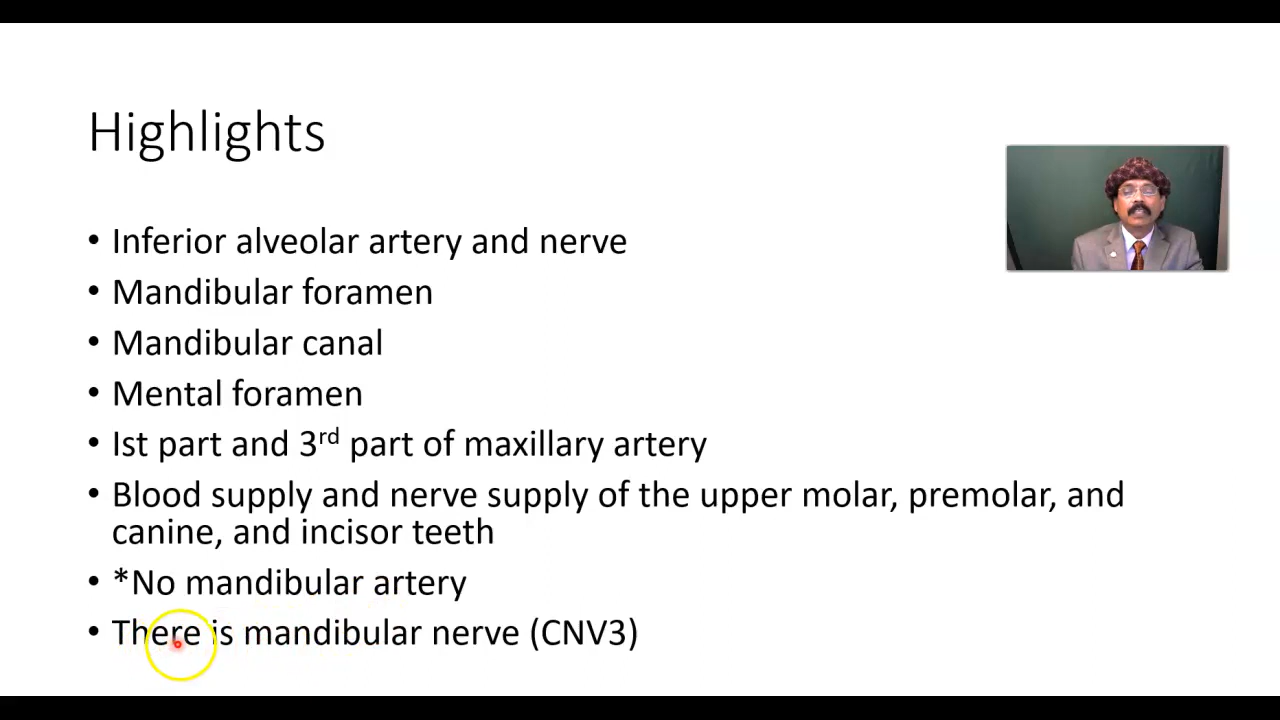 Highlights
• Inferior alveolar artery and nerve
• Mandibular foramen
• Mandibular canal
• Mental foramen
• Ist part and 3rd part of maxillary artery
• Blood supply and nerve supply of the upper molar, premolar, and
canine, and incisor teeth
• *No mandibular artery
• There is mandibular nerve (CNV3)